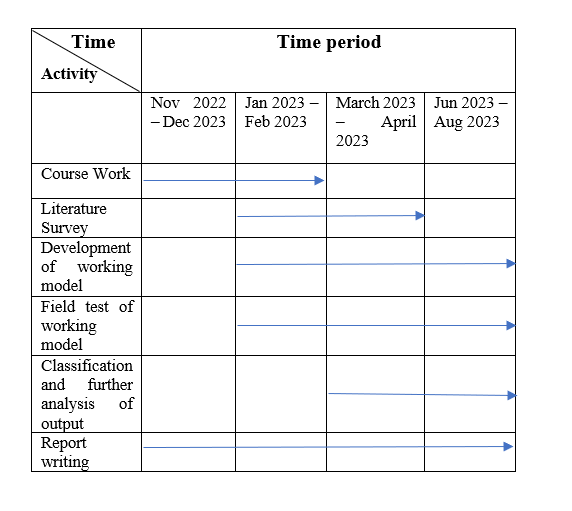 Time
Time period
Activity
Nov 2022
– Dec 2023
Jan 2023 –
Feb 2023
March 2023
– April
2023
Jun 2023 –
Aug 2023
Course Work
Literature
Survey
Development
of working
model
Field test of
working
model
Classification
and further
analysis of
output
Report
writing